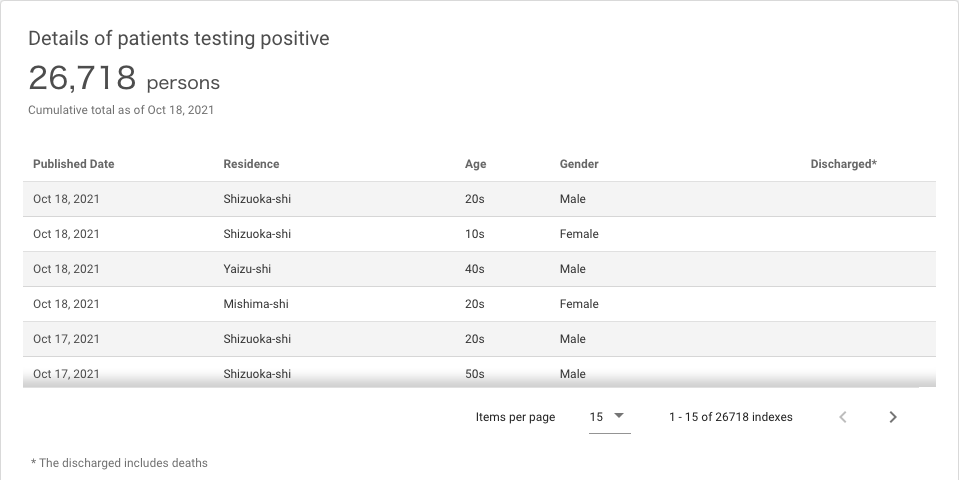 Details of patients testing positive
26,718 persons
Cumulative total as of Oct 18, 2021
Published Date Residence Age Gender Discharged*
Oct 18, 2021 Shizuoka-shi 20s Male
Oct 18, 2021 Shizuoka-shi 10s Female
Oct 18, 2021 Yaizu-shi 40s Male
Oct 18, 2021 Mishima-shi 20s Female
Oct 17, 2021 Shizuoka-shi 20s Male
Oct 17, 2021 Shizuoka-shi 50s Male
Items per page 15 1 - 15 of 26718 indexes
* The discharged includes deaths